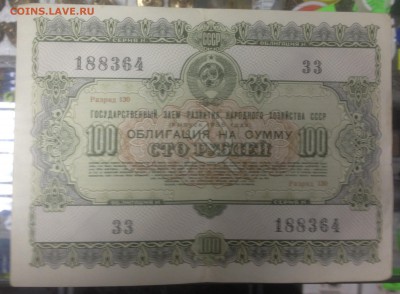 COINS.LAVE.RU
СССР
188364 33
ГОСУДАРСТВЕННЫЙ ЗАЕМ РАЗВИТИЯ НАРОДНОГО ХОЗЯЙСТВА СССР
100 ОБЛИГАЦИЯ НА СУММУ 100
СТО РУБЛЕЙ
33 188364
100